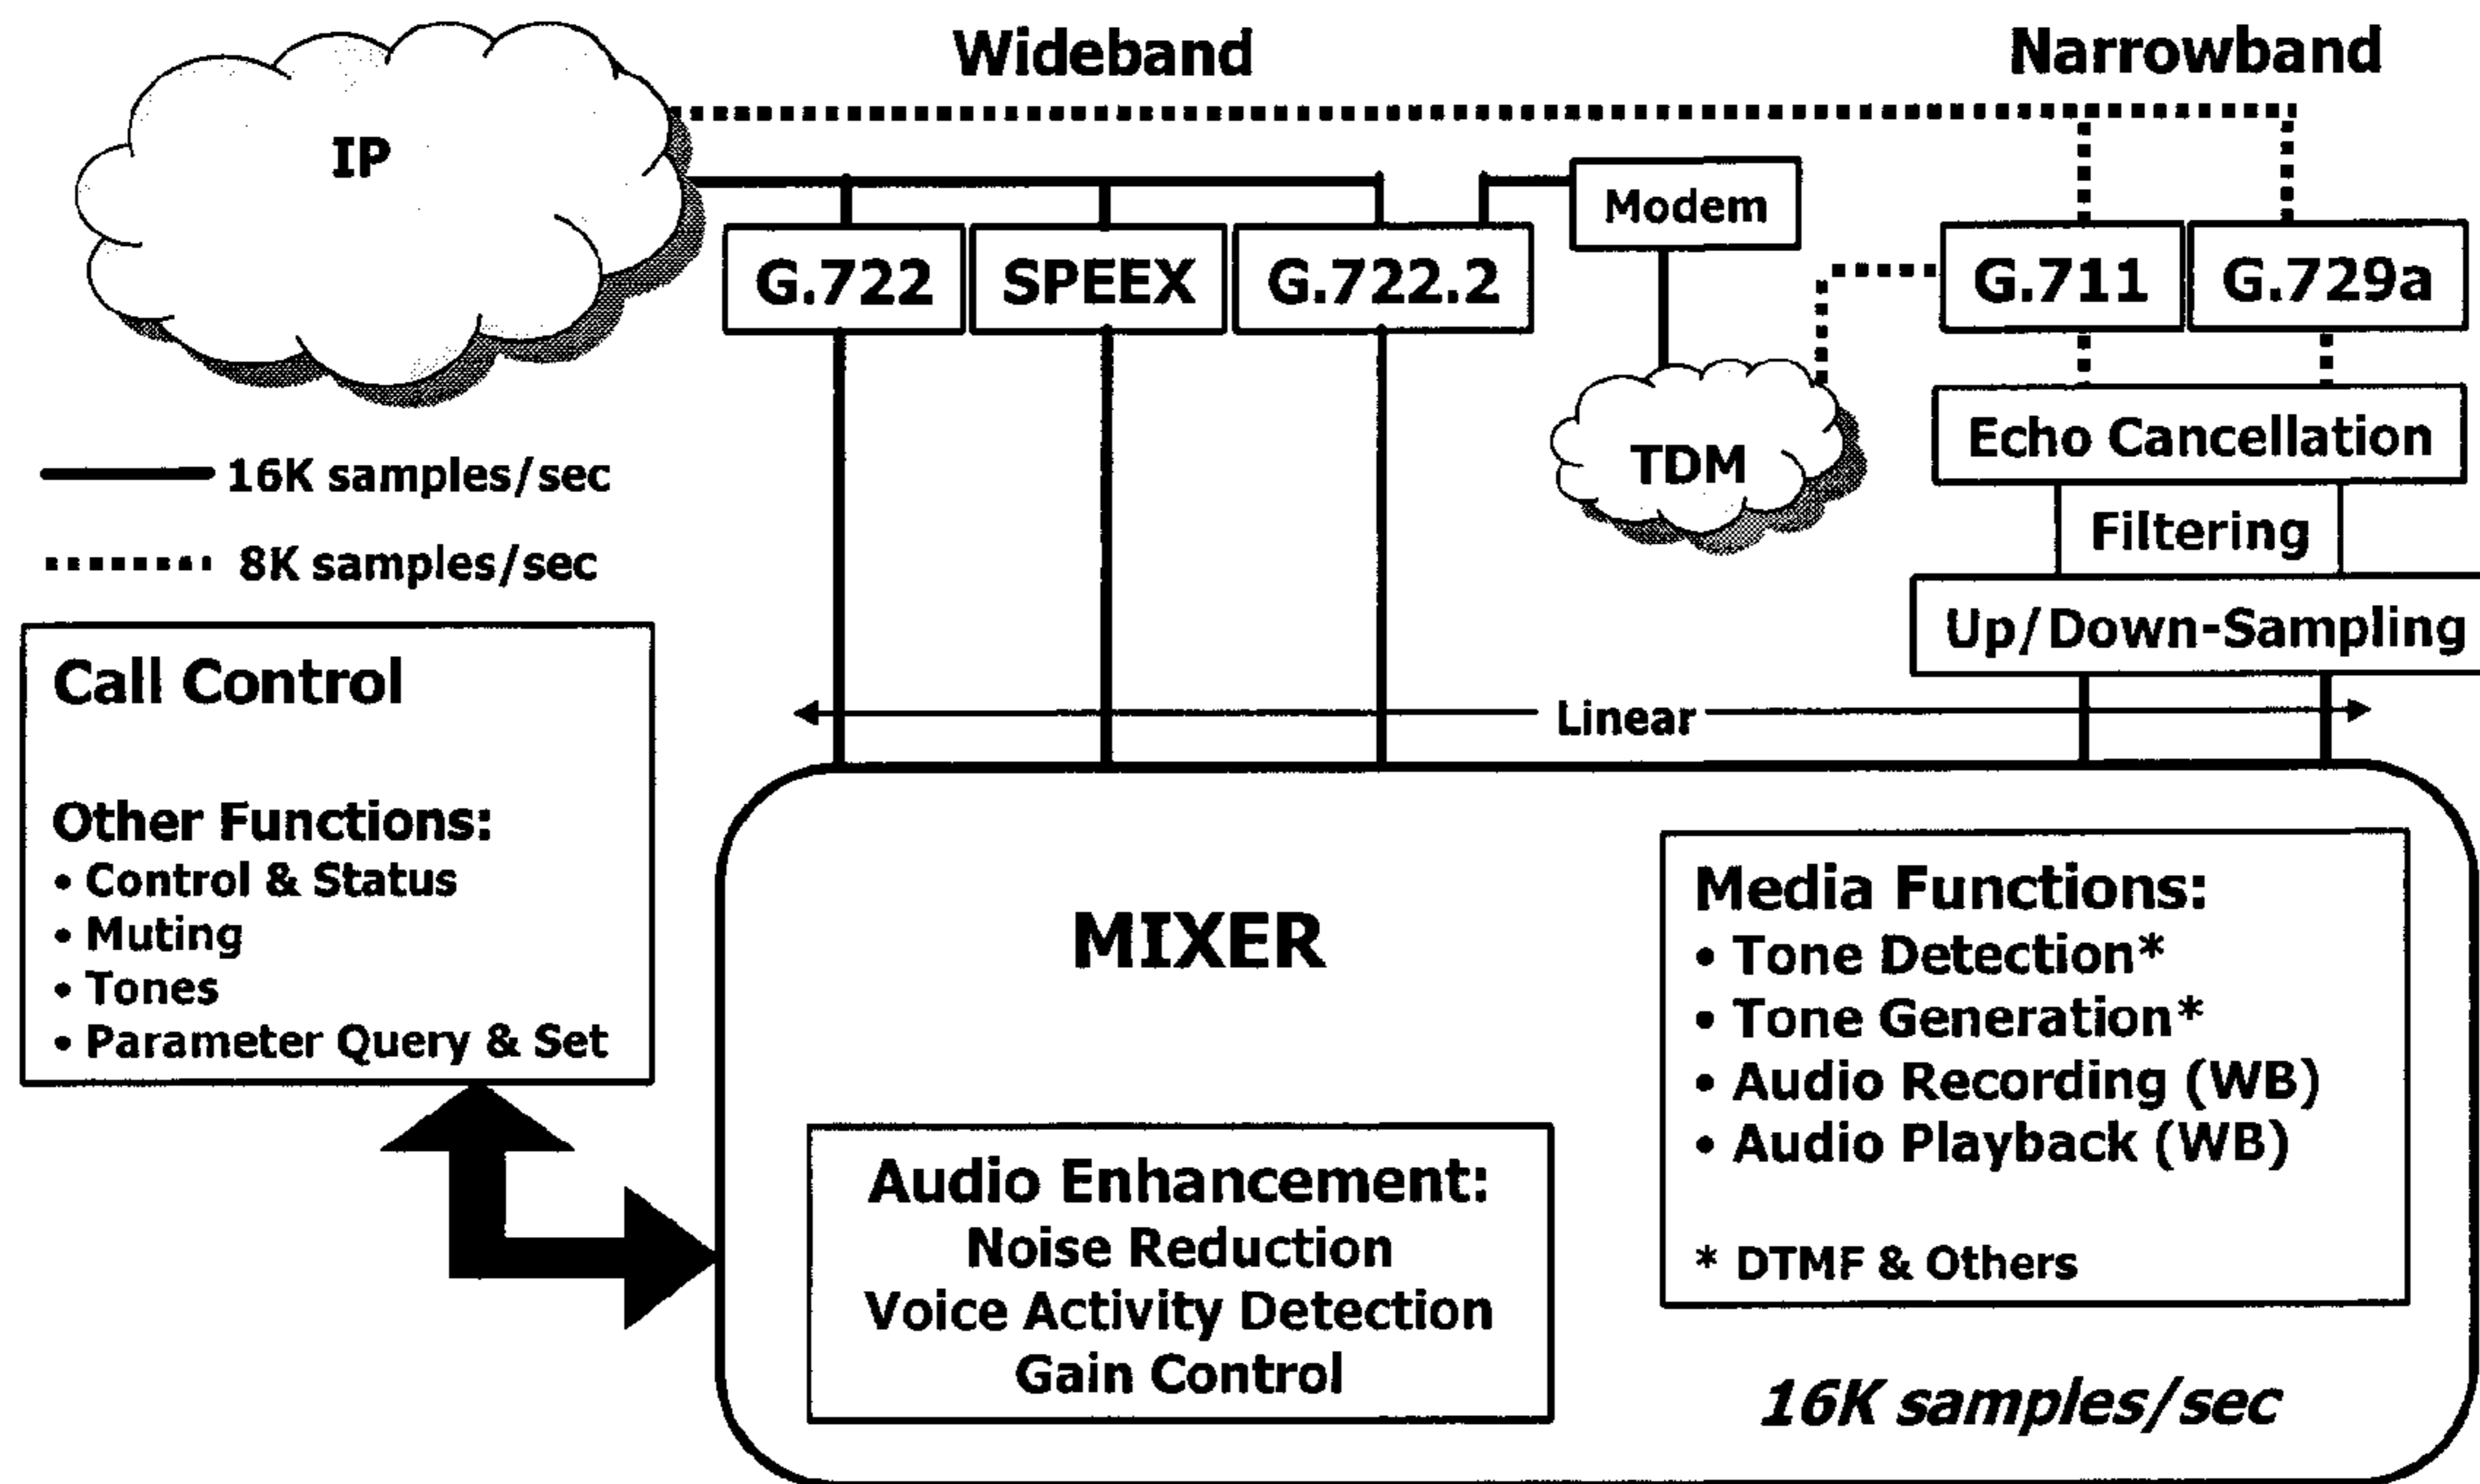 Wideband
Narrowband
IP
Modem
G.722
SPEEX
G.722.2
G.711
G.729a
TDM
Echo Cancellation
Filtering
Up/Down-Sampling
16K samples/sec
8K samples/sec
Linear
Call Control
Other Functions:
• Control & Status
• Muting
• Tones
• Parameter Query & Set
MIXER
Audio Enhancement:
Noise Reduction
Voice Activity Detection
Gain Control
Media Functions:
• Tone Detection*
• Tone Generation*
• Audio Recording (WB)
• Audio Playback (WB)
* DTMF & Others
16K samples/sec